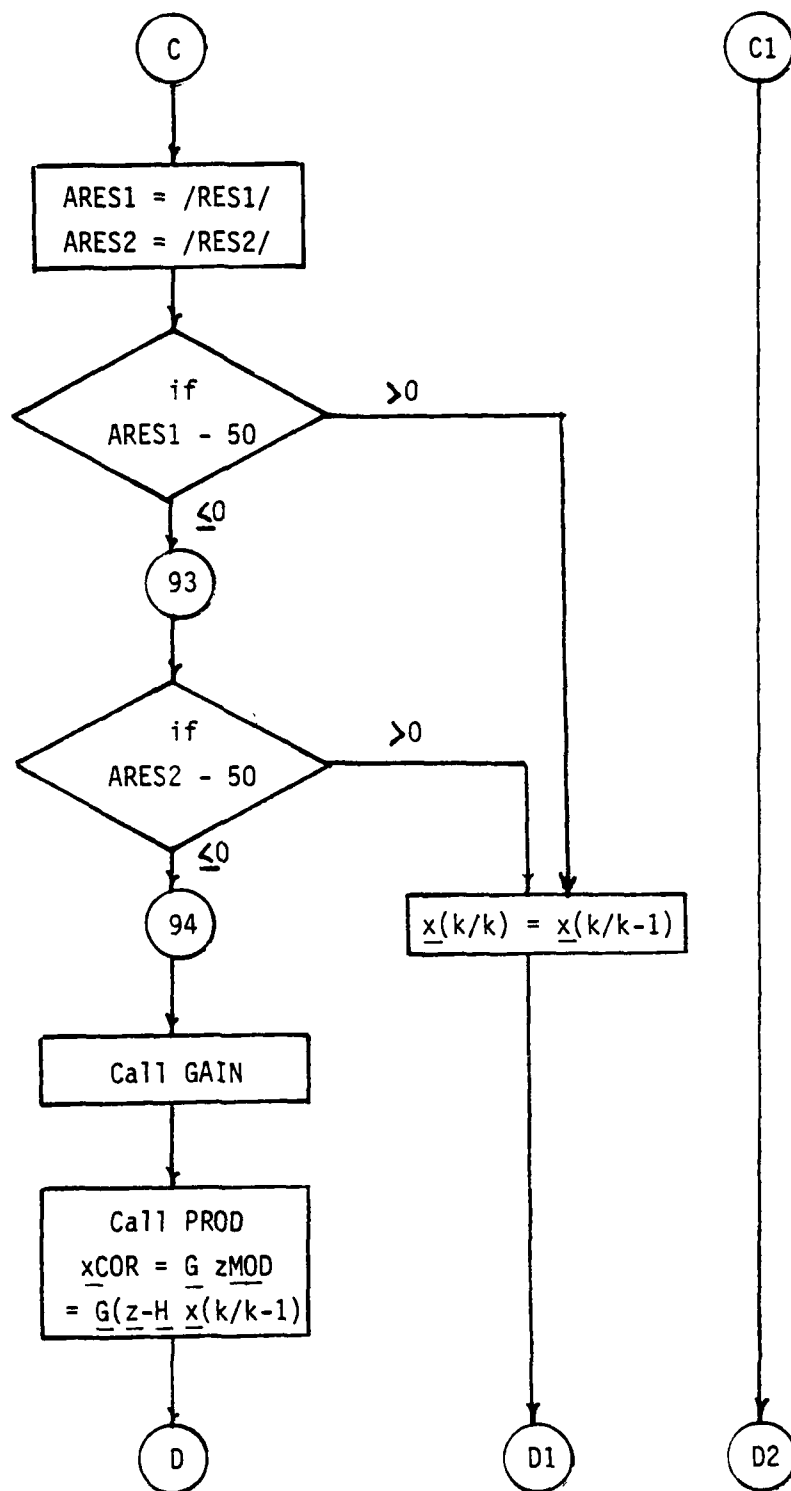 C
C1
ARES1 = /RES1/
ARES2 = /RES2/
if
ARES1 - 50
>0
≤0
93
if
ARES2 - 50
>0
≤0
94
x(k/k) = x(k/k-1)
Call GAIN
Call PROD
xCOR = G zMOD
= G(z-H x(k/k-1)
D
D1
D2